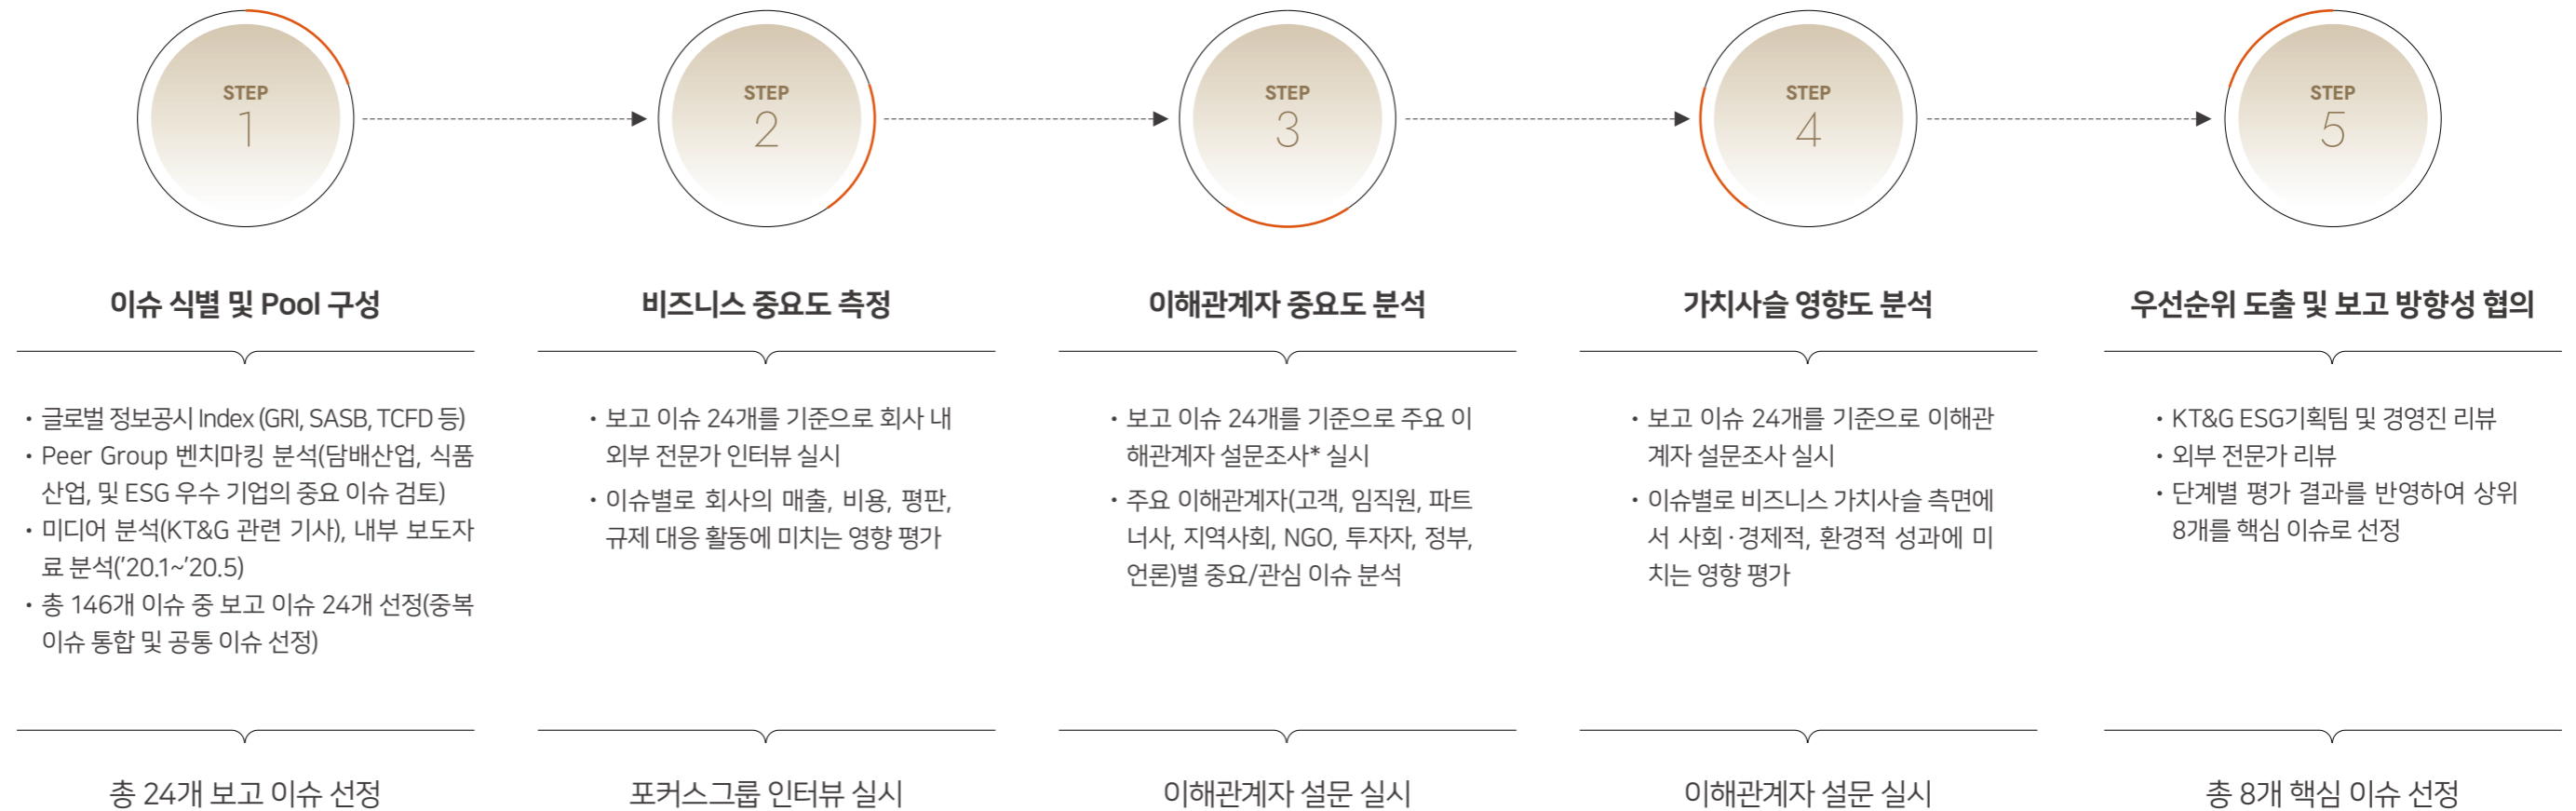 STEP
1
이슈 식별 및 Pool 구성
• 글로벌 정보공시 Index (GRI, SASB, TCFD 등)
• Peer Group 벤치마킹 분석(담배산업, 식품
산업, 및 ESG 우수 기업의 중요 이슈 검토)
• 미디어 분석(KT&G 관련 기사), 내부 보도자
료 분석(’20.1~’20.5)
• 총 146개 이슈 중 보고 이슈 24개 선정(중복
이슈 통합 및 공통 이슈 선정)
총 24개 보고 이슈 선정
STEP
2
비즈니스 중요도 측정
• 보고 이슈 24개를 기준으로 회사 내
외부 전문가 인터뷰 실시
• 이슈별로 회사의 매출, 비용, 평판,
규제 대응 활동에 미치는 영향 평가
포커스그룹 인터뷰 실시
STEP
3
이해관계자 중요도 분석
• 보고 이슈 24개를 기준으로 주요 이
해관계자 설문조사* 실시
• 주요 이해관계자(고객, 임직원, 파트
너사, 지역사회, NGO, 투자자, 정부,
언론)별 중요/관심 이슈 분석
이해관계자 설문 실시
STEP
4
가치사슬 영향도 분석
• 보고 이슈 24개를 기준으로 이해관
계자 설문조사 실시
• 이슈별로 비즈니스 가치사슬 측면에
서 사회·경제적, 환경적 성과에 미
치는 영향 평가
이해관계자 설문 실시
STEP
5
우선순위 도출 및 보고 방향성 협의
• KT&G ESG기획팀 및 경영진 리뷰
• 외부 전문가 리뷰
• 단계별 평가 결과를 반영하여 상위
8개를 핵심 이슈로 선정
총 8개 핵심 이슈 선정